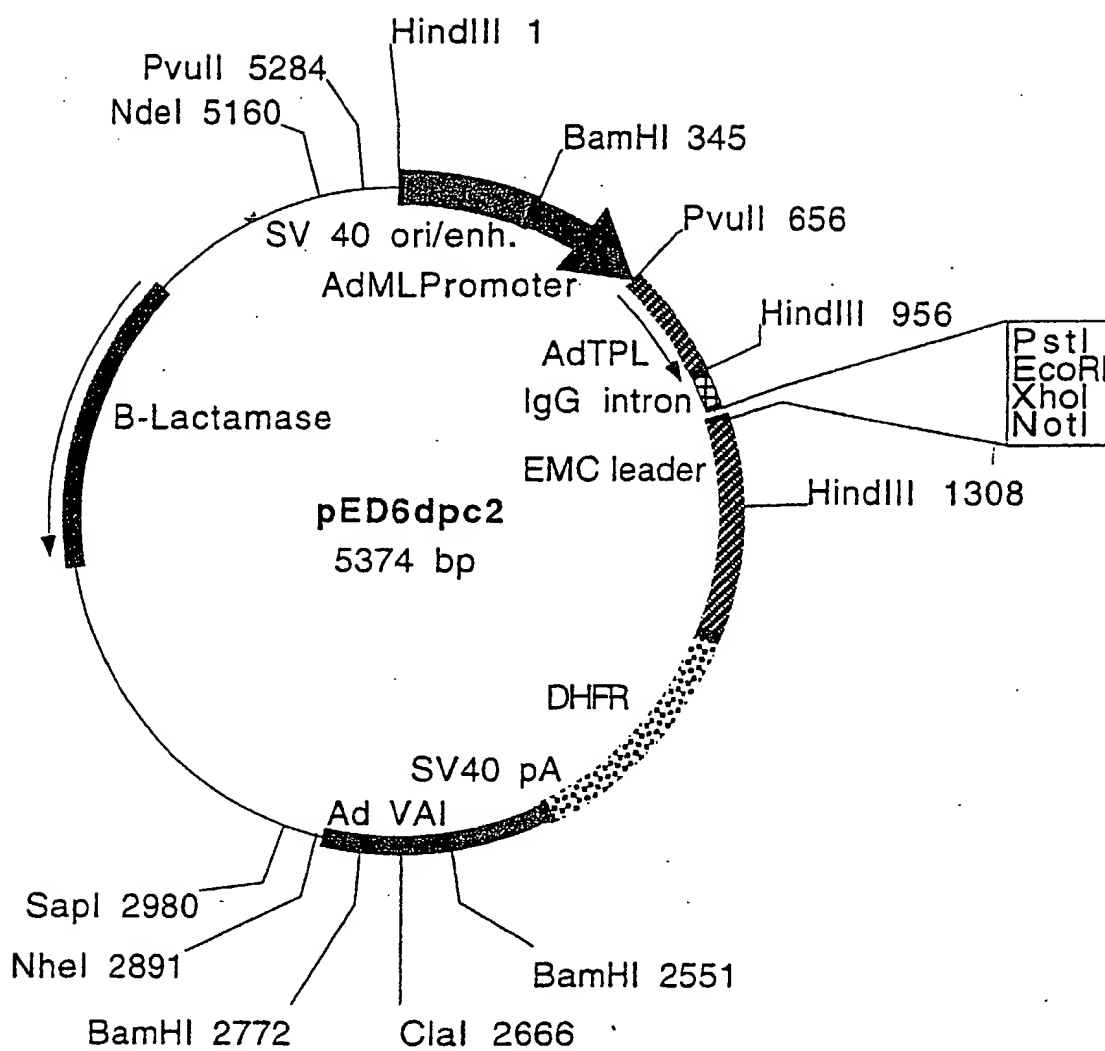 HindIII 1
PvuII 5284
NdeI 5160
BamHI 345
PvuII 656
SV 40 ori/enh.
AdMLPromoter
HindIII 956
PstI
EcoRI
XhoI
NotI
AdTPL
IgG intron
B-Lactamase
EMC leader
HindIII 1308
pED6dpc2
5374 bp
DHFR
SV40 pA
Ad VAI
SapI 2980
NheI 2891
BamHI 2551
BamHI 2772
ClaI 2666